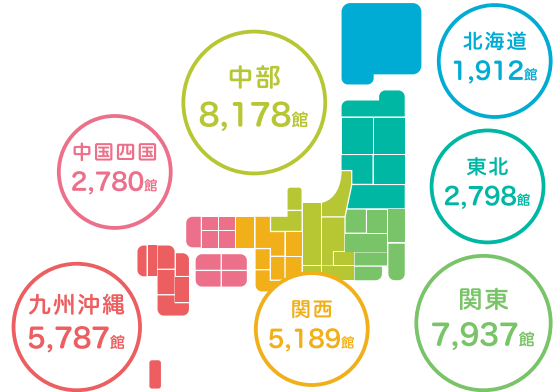 北海道
1,912館
中部
8,178館
中国四国
2,780館
東北
2,798館
九州沖縄
5,787館
関西
5,189館
関東
7,937館